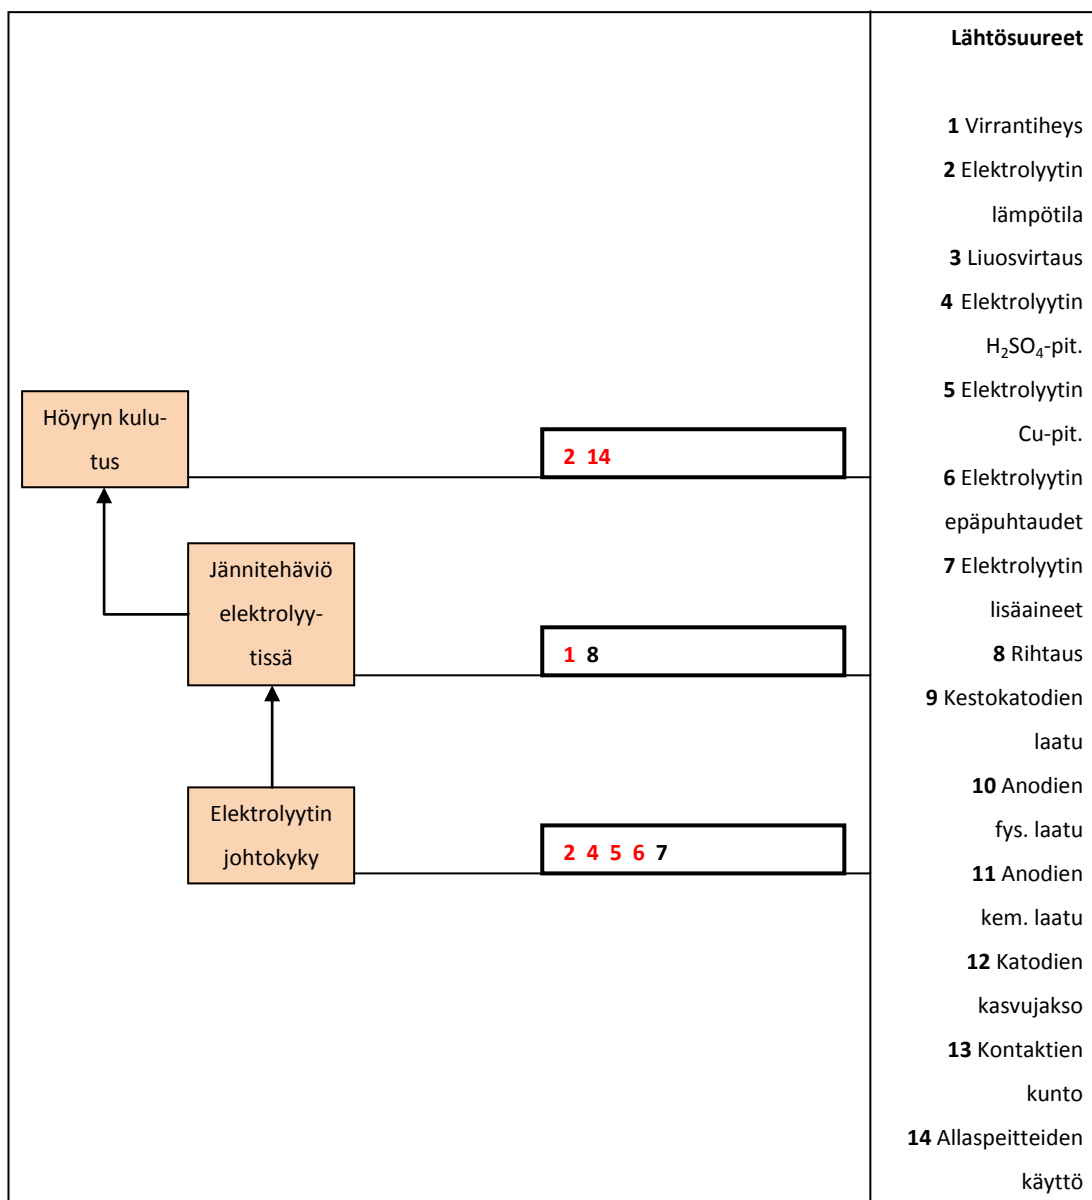 Höyryn kulu-
tus
2 14
Jännitehäviö
elektrolyy-
tissä
1 8
Elektrolyytin
johtokyky
2 4 5 6 7
Lähtösuureet
1 Virrantiheys
2 Elektrolyytin
lämpötila
3 Liuosvirtaus
4 Elektrolyytin
H₂SO₄-pit.
5 Elektrolyytin
Cu-pit.
6 Elektrolyytin
epäpuhtaudet
7 Elektrolyytin
lisäaineet
8 Rihtaus
9 Kestokatodien
laatu
10 Anodien
fys. laatu
11 Anodien
kem. laatu
12 Katodien
kasvujakso
13 Kontaktien
kunto
14 Allaspeitteiden
käyttö